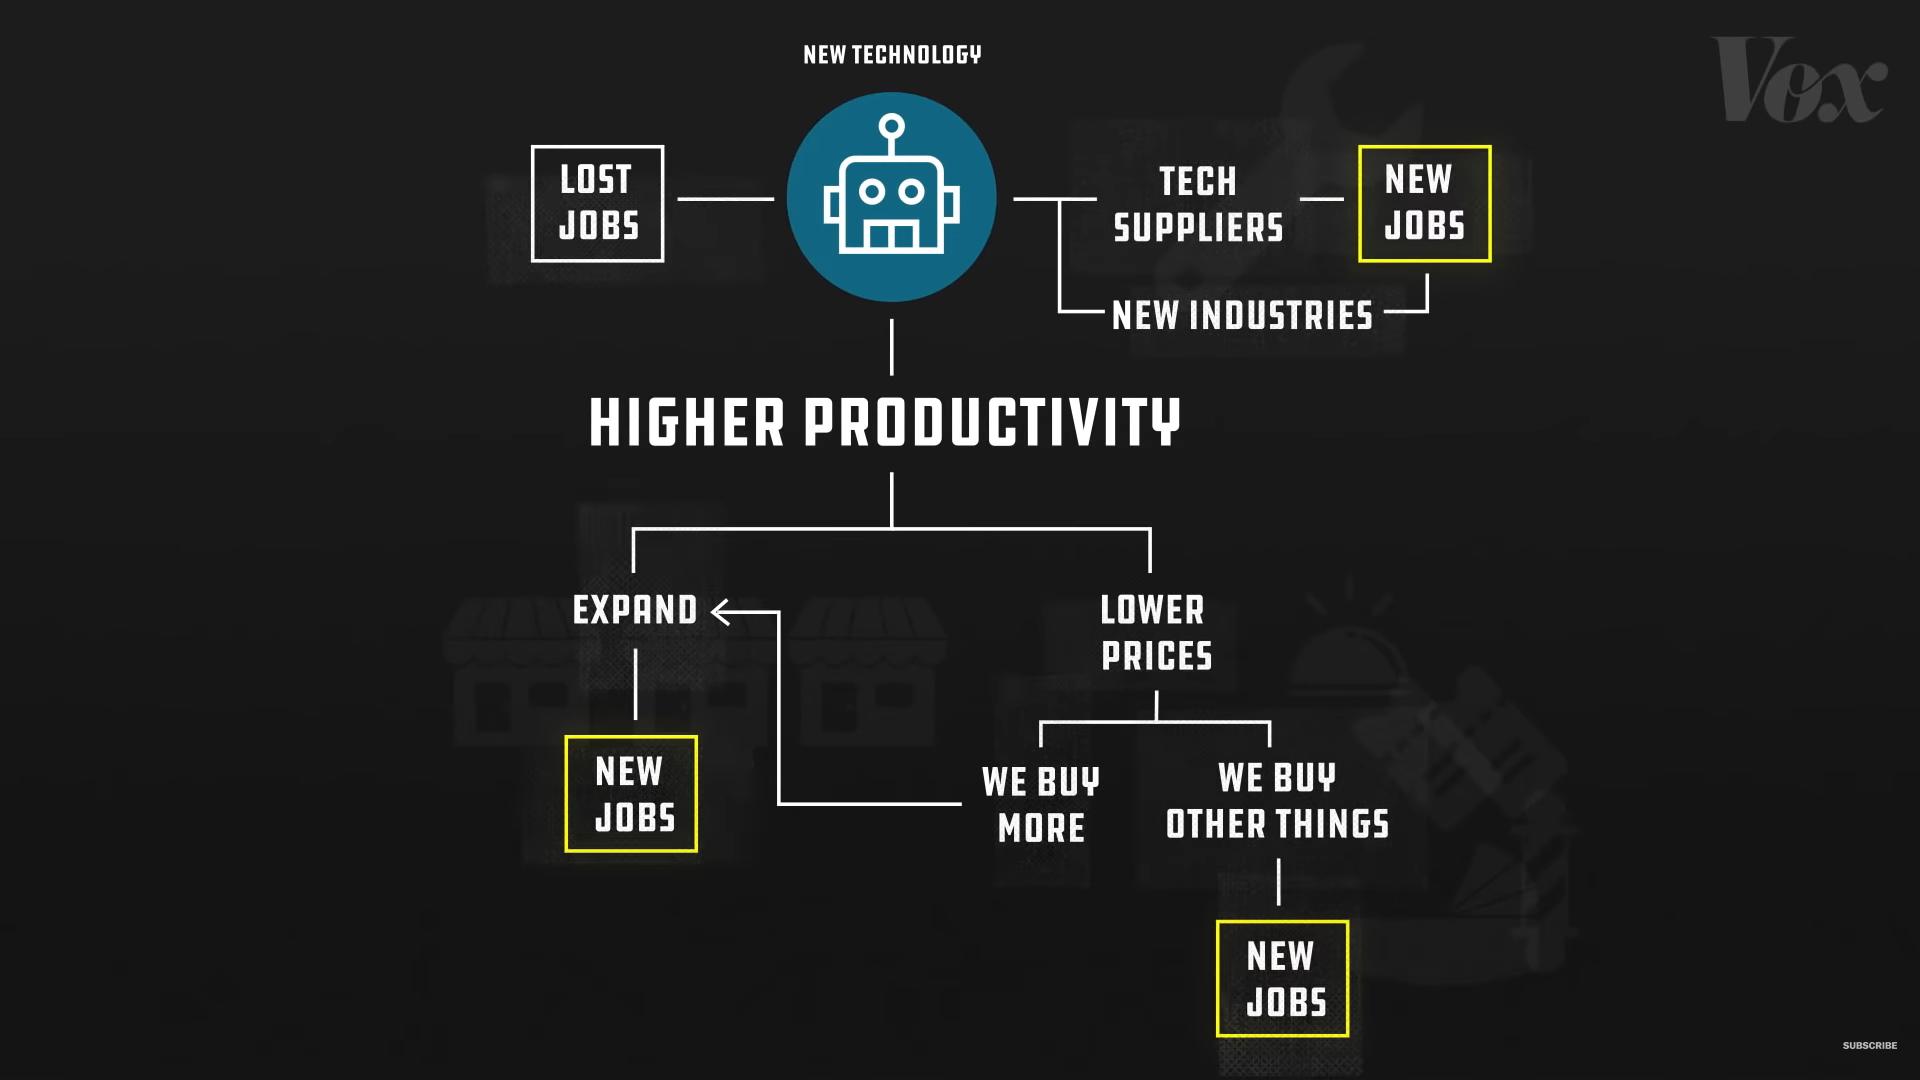 NEW TECHNOLOGY
Vox
LOST
JOBS
TECH
SUPPLIERS
NEW
JOBS
NEW INDUSTRIES
HIGHER PRODUCTIVITY
EXPAND
LOWER
PRICES
NEW
JOBS
WE BUY
MORE
WE BUY
OTHER THINGS
NEW
JOBS
SUBSCRIBE